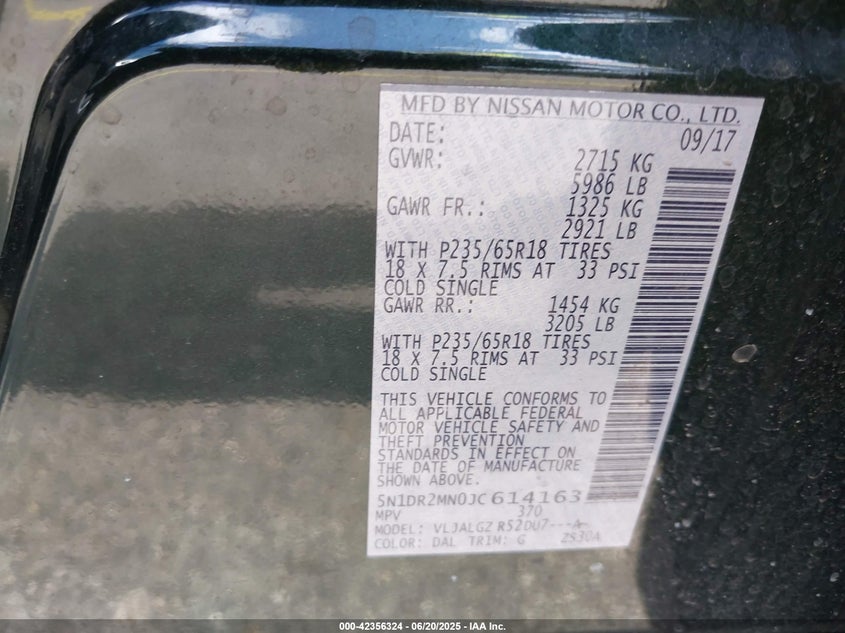 MFD BY NISSAN MOTOR CO., LTD.
DATE: 09/17
GVWR: 2715 KG
5986 LB
GAWR FR.: 1325 KG
2921 LB
WITH P235/65R18 TIRES
18 X 7.5 RIMS AT 33 PSI
COLD SINGLE
GAWR RR.: 1454 KG
3205 LB
WITH P235/65R18 TIRES
18 X 7.5 RIMS AT 33 PSI
COLD SINGLE
THIS VEHICLE CONFORMS TO
ALL APPLICABLE FEDERAL
MOTOR VEHICLE SAFETY AND
THEFT PREVENTION
STANDARDS IN EFFECT ON
THE DATE OF MANUFACTURE
SHOWN ABOVE.
5N1DR2MN0JC614163
MPV 370
MODEL: VLJALGZ R52DU7---A-
COLOR: DAL TRIM: G ZS30A
000-42356324 | 06/20/2025 | IAA Inc.